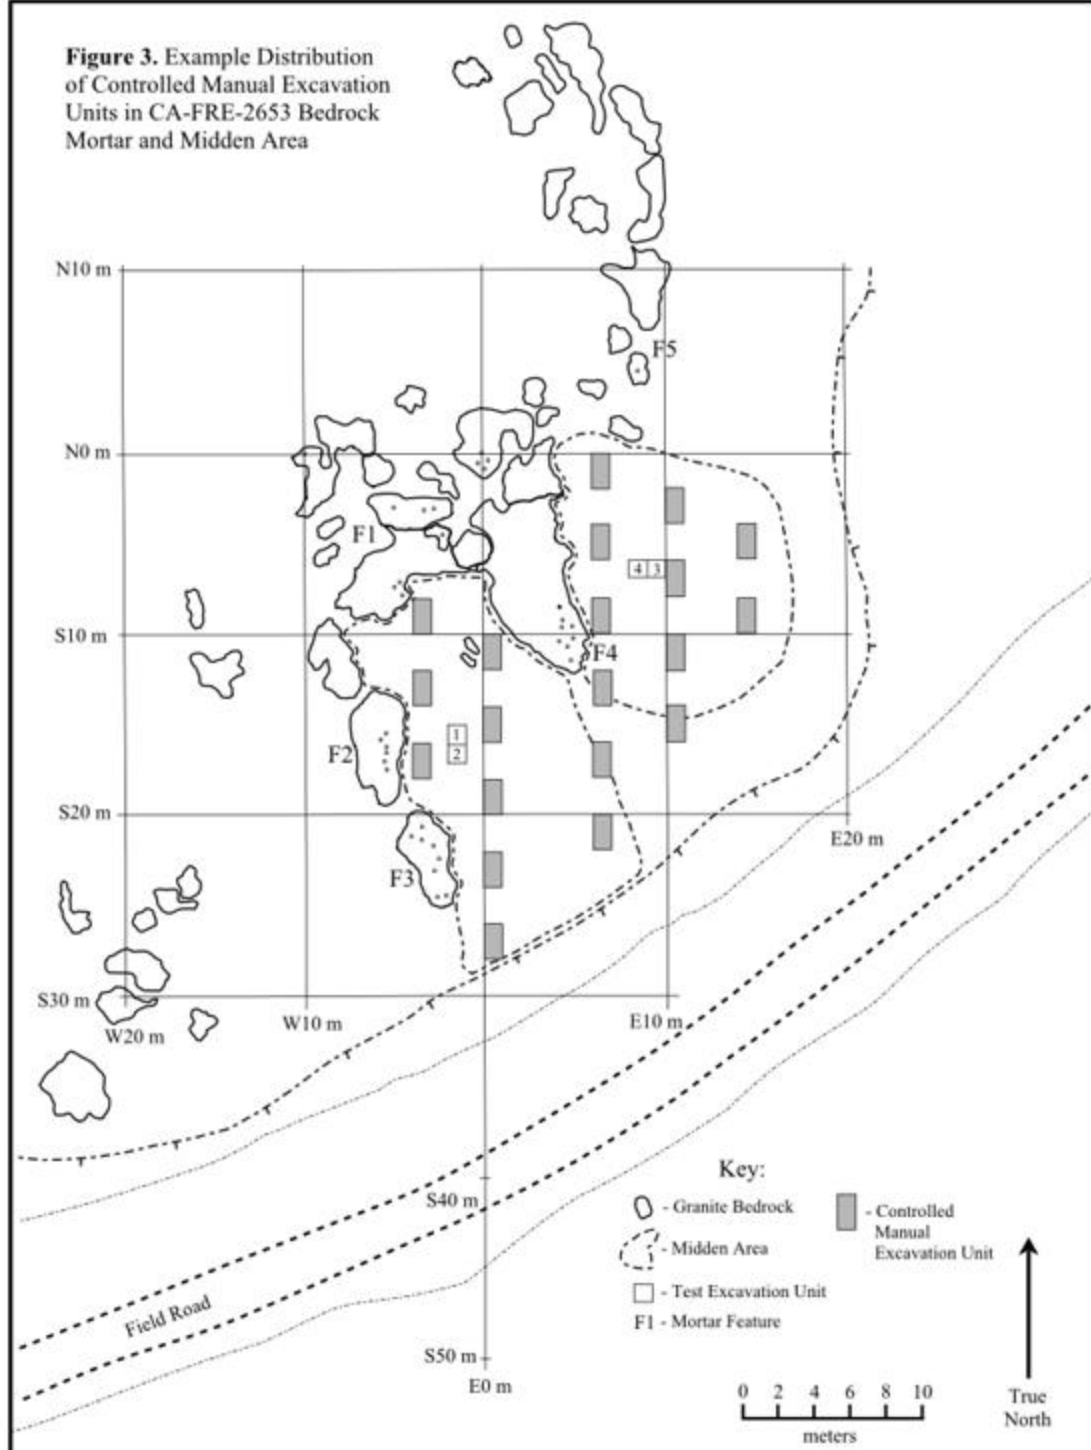 Figure 3. Example Distribution
of Controlled Manual Excavation
Units in CA-FRE-2653 Bedrock
Mortar and Midden Area
N10 m
F5
N0 m
F1
4 3
S10 m
F4
1
F2
2
S20 m
E20 m
F3
S30 m
W20 m
W10 m
E10 m
Key:
S40 m
- Granite Bedrock
- Controlled
Manual
Excavation Unit
- Midden Area
- Test Excavation Unit
F1 - Mortar Feature
Field Road
S50 m
E0 m
0 2 4 6 8 10
meters
True
North